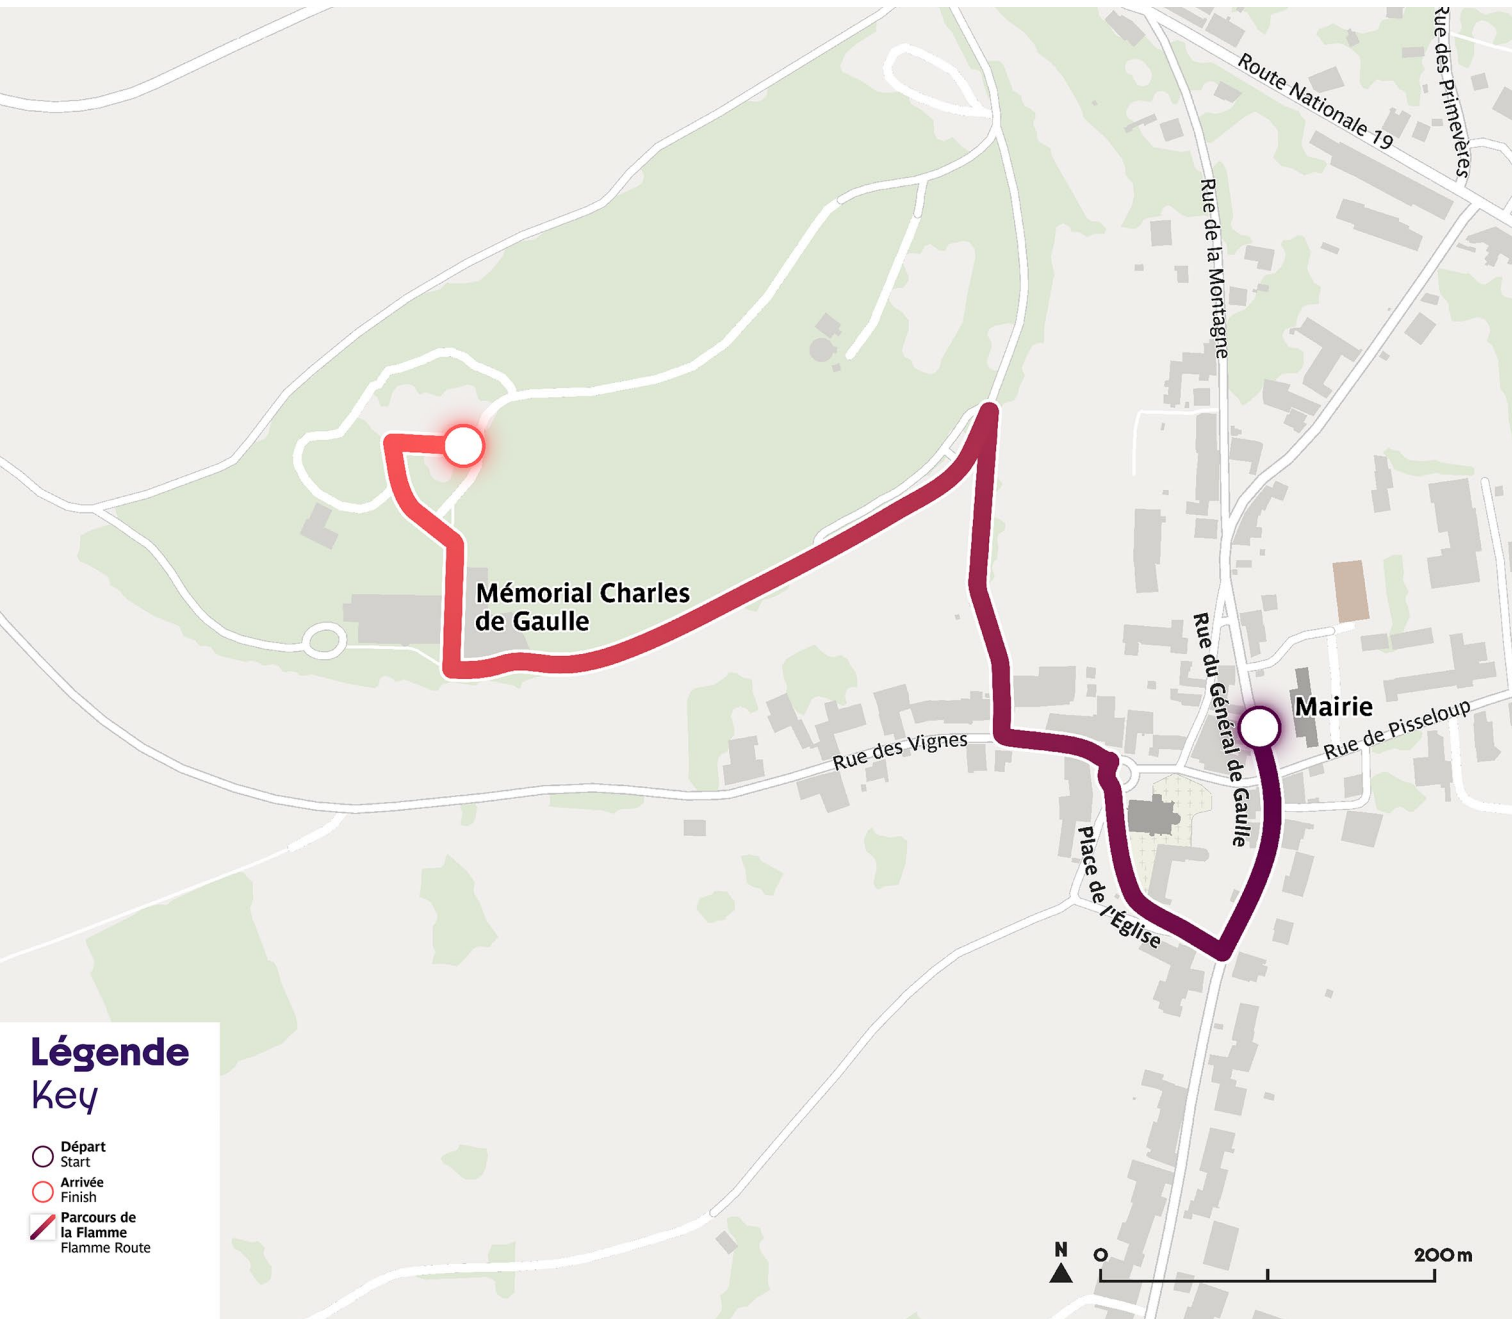 Rue des Primevères
Route Nationale 19
Rue de la Montagne
Mémorial Charles
de Gaulle
Rue du Général de Gaulle
Mairie
Rue de Pisseloup
Rue des Vignes
Place de l'Église
Légende
Key
Départ
Start
Arrivée
Finish
Parcours de
la Flamme
Flamme Route
N
0
200 m